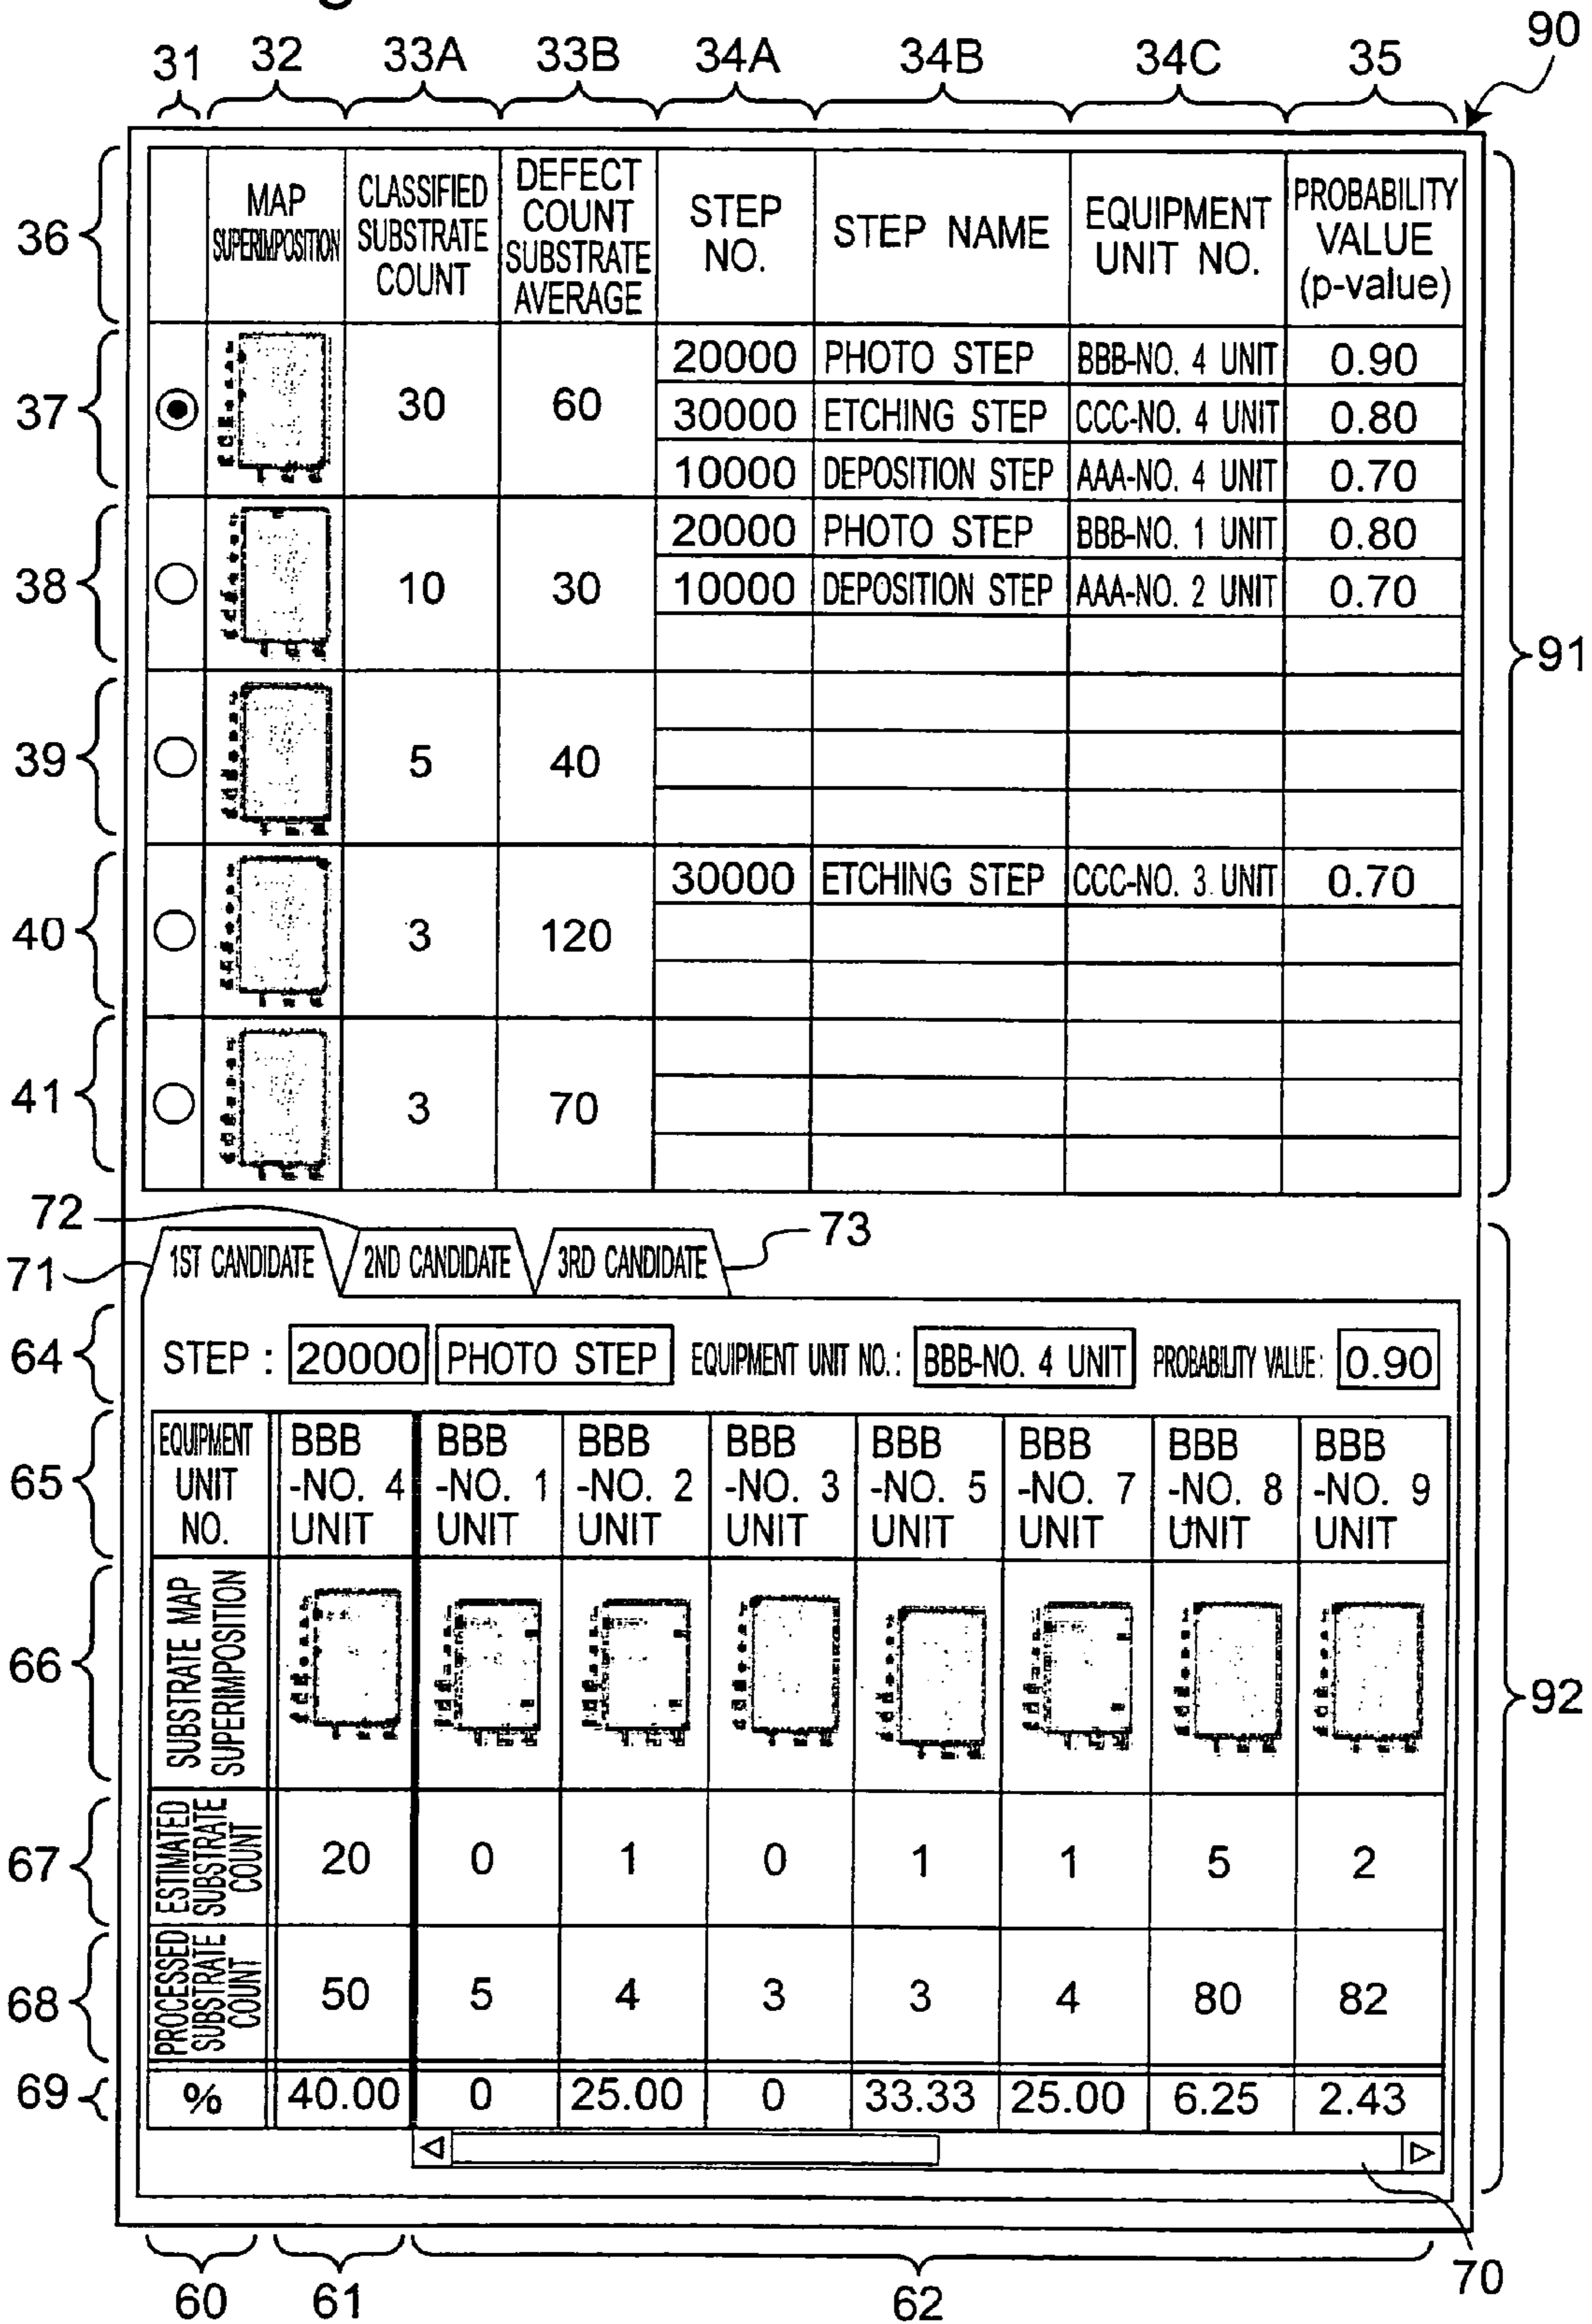 90
31 32 33A 33B 34A 34B 34C 35
36
MAP SUPERIMPOSITION
CLASSIFIED SUBSTRATE COUNT
DEFECT COUNT SUBSTRATE AVERAGE
STEP NO.
STEP NAME
EQUIPMENT UNIT NO.
PROBABILITY VALUE (p-value)
37 30 60
20000 PHOTO STEP BBB-NO. 4 UNIT 0.90
30000 ETCHING STEP CCC-NO. 4 UNIT 0.80
10000 DEPOSITION STEP AAA-NO. 4 UNIT 0.70
38 10 30
20000 PHOTO STEP BBB-NO. 1 UNIT 0.80
10000 DEPOSITION STEP AAA-NO. 2 UNIT 0.70
91
39 5 40
40 3 120
30000 ETCHING STEP CCC-NO. 3 UNIT 0.70
41 3 70
72 73
71 1ST CANDIDATE 2ND CANDIDATE 3RD CANDIDATE
64 STEP : 20000 PHOTO STEP EQUIPMENT UNIT NO.: BBB-NO. 4 UNIT PROBABILITY VALUE: 0.90
65
EQUIPMENT UNIT NO.
BBB -NO. 4 UNIT
BBB -NO. 1 UNIT
BBB -NO. 2 UNIT
BBB -NO. 3 UNIT
BBB -NO. 5 UNIT
BBB -NO. 7 UNIT
BBB -NO. 8 UNIT
BBB -NO. 9 UNIT
66 SUBSTRATE MAP SUPERIMPOSITION
92
67 ESTIMATED SUBSTRATE COUNT 20 0 1 0 1 1 5 2
68 PROCESSED SUBSTRATE COUNT 50 5 4 3 3 4 80 82
69 % 40.00 0 25.00 0 33.33 25.00 6.25 2.43
60 61 62 70